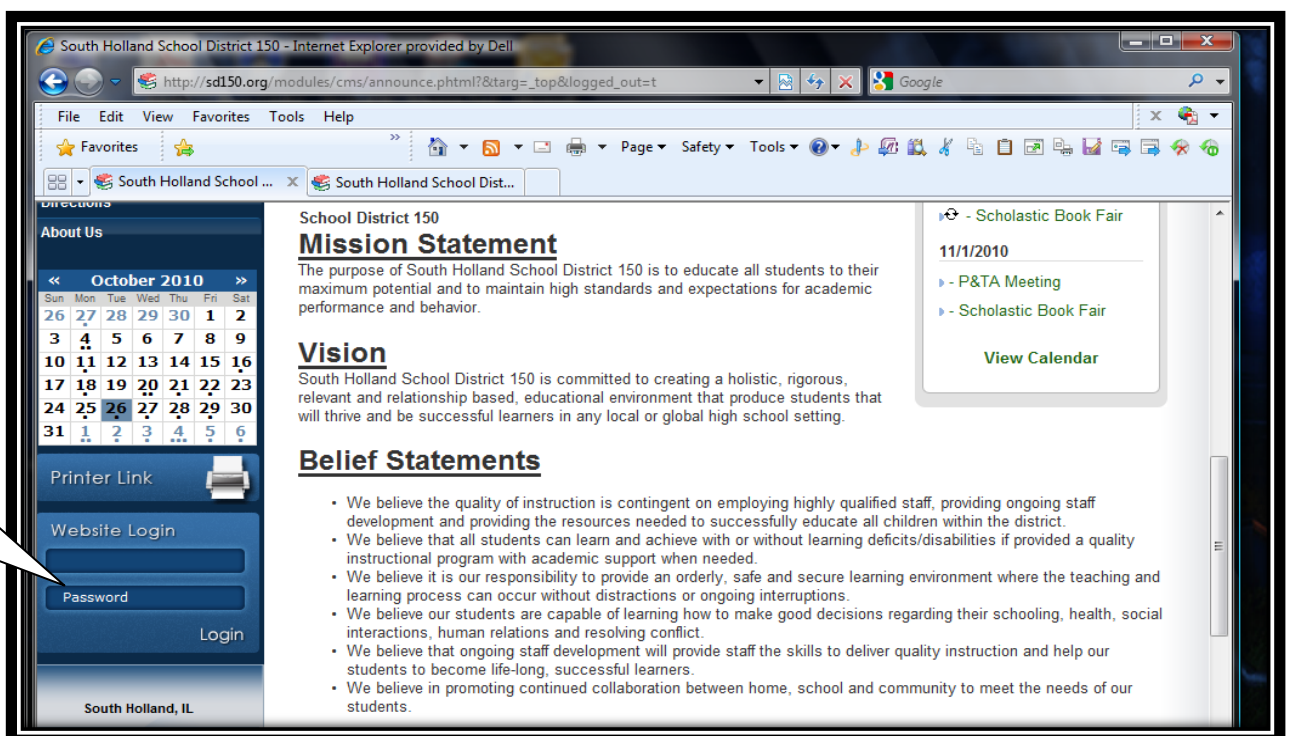 South Holland School District 150 - Internet Explorer provided by Dell
http://sd150.org/modules/cms/announce.phtml?&targ=_top&logged_out=t
Google
File Edit View Favorites Tools Help
x
Favorites
»
Page Safety Tools
South Holland School ... x South Holland School Dist...
Directions
About Us
« October 2010 »
Sun Mon Tue Wed Thu Fri Sat
26 27 28 29 30 1 2
3 4 5 6 7 8 9
10 11 12 13 14 15 16
17 18 19 20 21 22 23
24 25 26 27 28 29 30
31 1 2 3 4 5 6
Printer Link
Website Login
Password
Login
South Holland, IL
School District 150
Mission Statement
The purpose of South Holland School District 150 is to educate all students to their
maximum potential and to maintain high standards and expectations for academic
performance and behavior.
Vision
South Holland School District 150 is committed to creating a holistic, rigorous,
relevant and relationship based, educational environment that produce students that
will thrive and be successful learners in any local or global high school setting.
Belief Statements
• We believe the quality of instruction is contingent on employing highly qualified staff, providing ongoing staff
development and providing the resources needed to successfully educate all children within the district.
• We believe that all students can learn and achieve with or without learning deficits/disabilities if provided a quality
instructional program with academic support when needed.
• We believe it is our responsibility to provide an orderly, safe and secure learning environment where the teaching and
learning process can occur without distractions or ongoing interruptions.
• We believe our students are capable of learning how to make good decisions regarding their schooling, health, social
interactions, human relations and resolving conflict.
• We believe that ongoing staff development will provide staff the skills to deliver quality instruction and help our
students to become life-long, successful learners.
• We believe in promoting continued collaboration between home, school and community to meet the needs of our
students.
- Scholastic Book Fair
11/1/2010
- P&TA Meeting
- Scholastic Book Fair
View Calendar